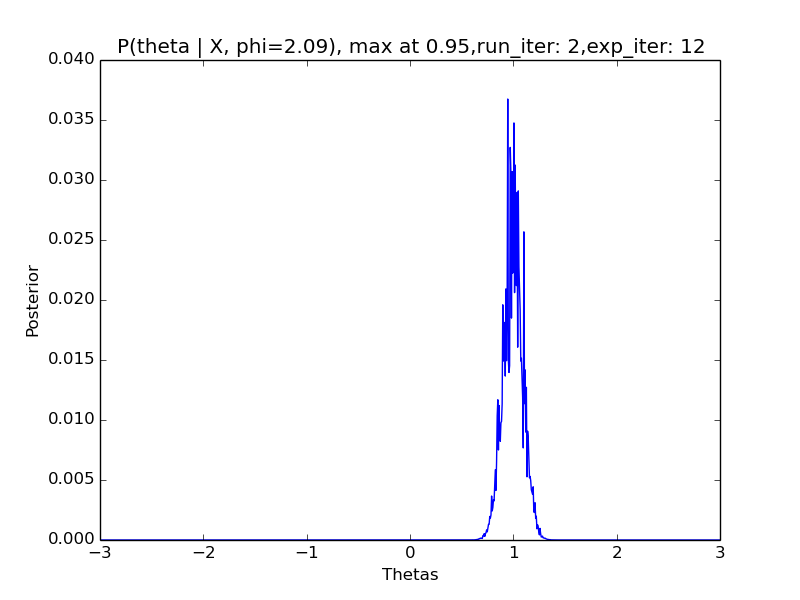 P(theta | X, phi=2.09), max at 0.95,run_iter: 2,exp_iter: 12
0.040
0.035
0.030
0.025
0.020
0.015
0.010
0.005
0.000
Posterior
−3 −2 −1 0 1 2 3
Thetas